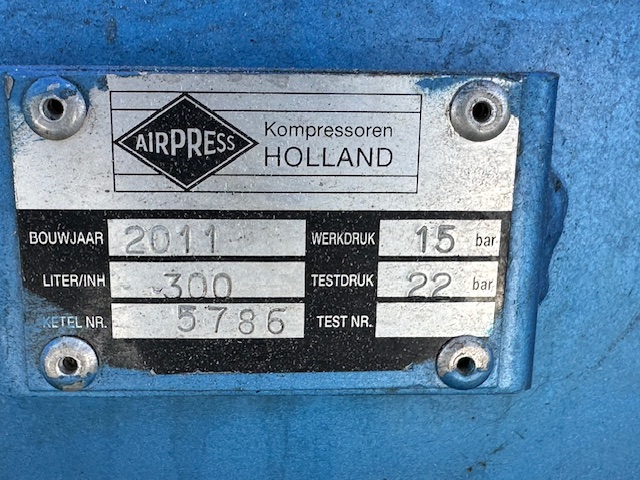 AIRPRESS
Kompressoren
HOLLAND
BOUWJAAR 2011 WERKDRUK 15 bar
LITER/INH 300 TESTDRUK 22 bar
KETEL NR. 5786 TEST NR.